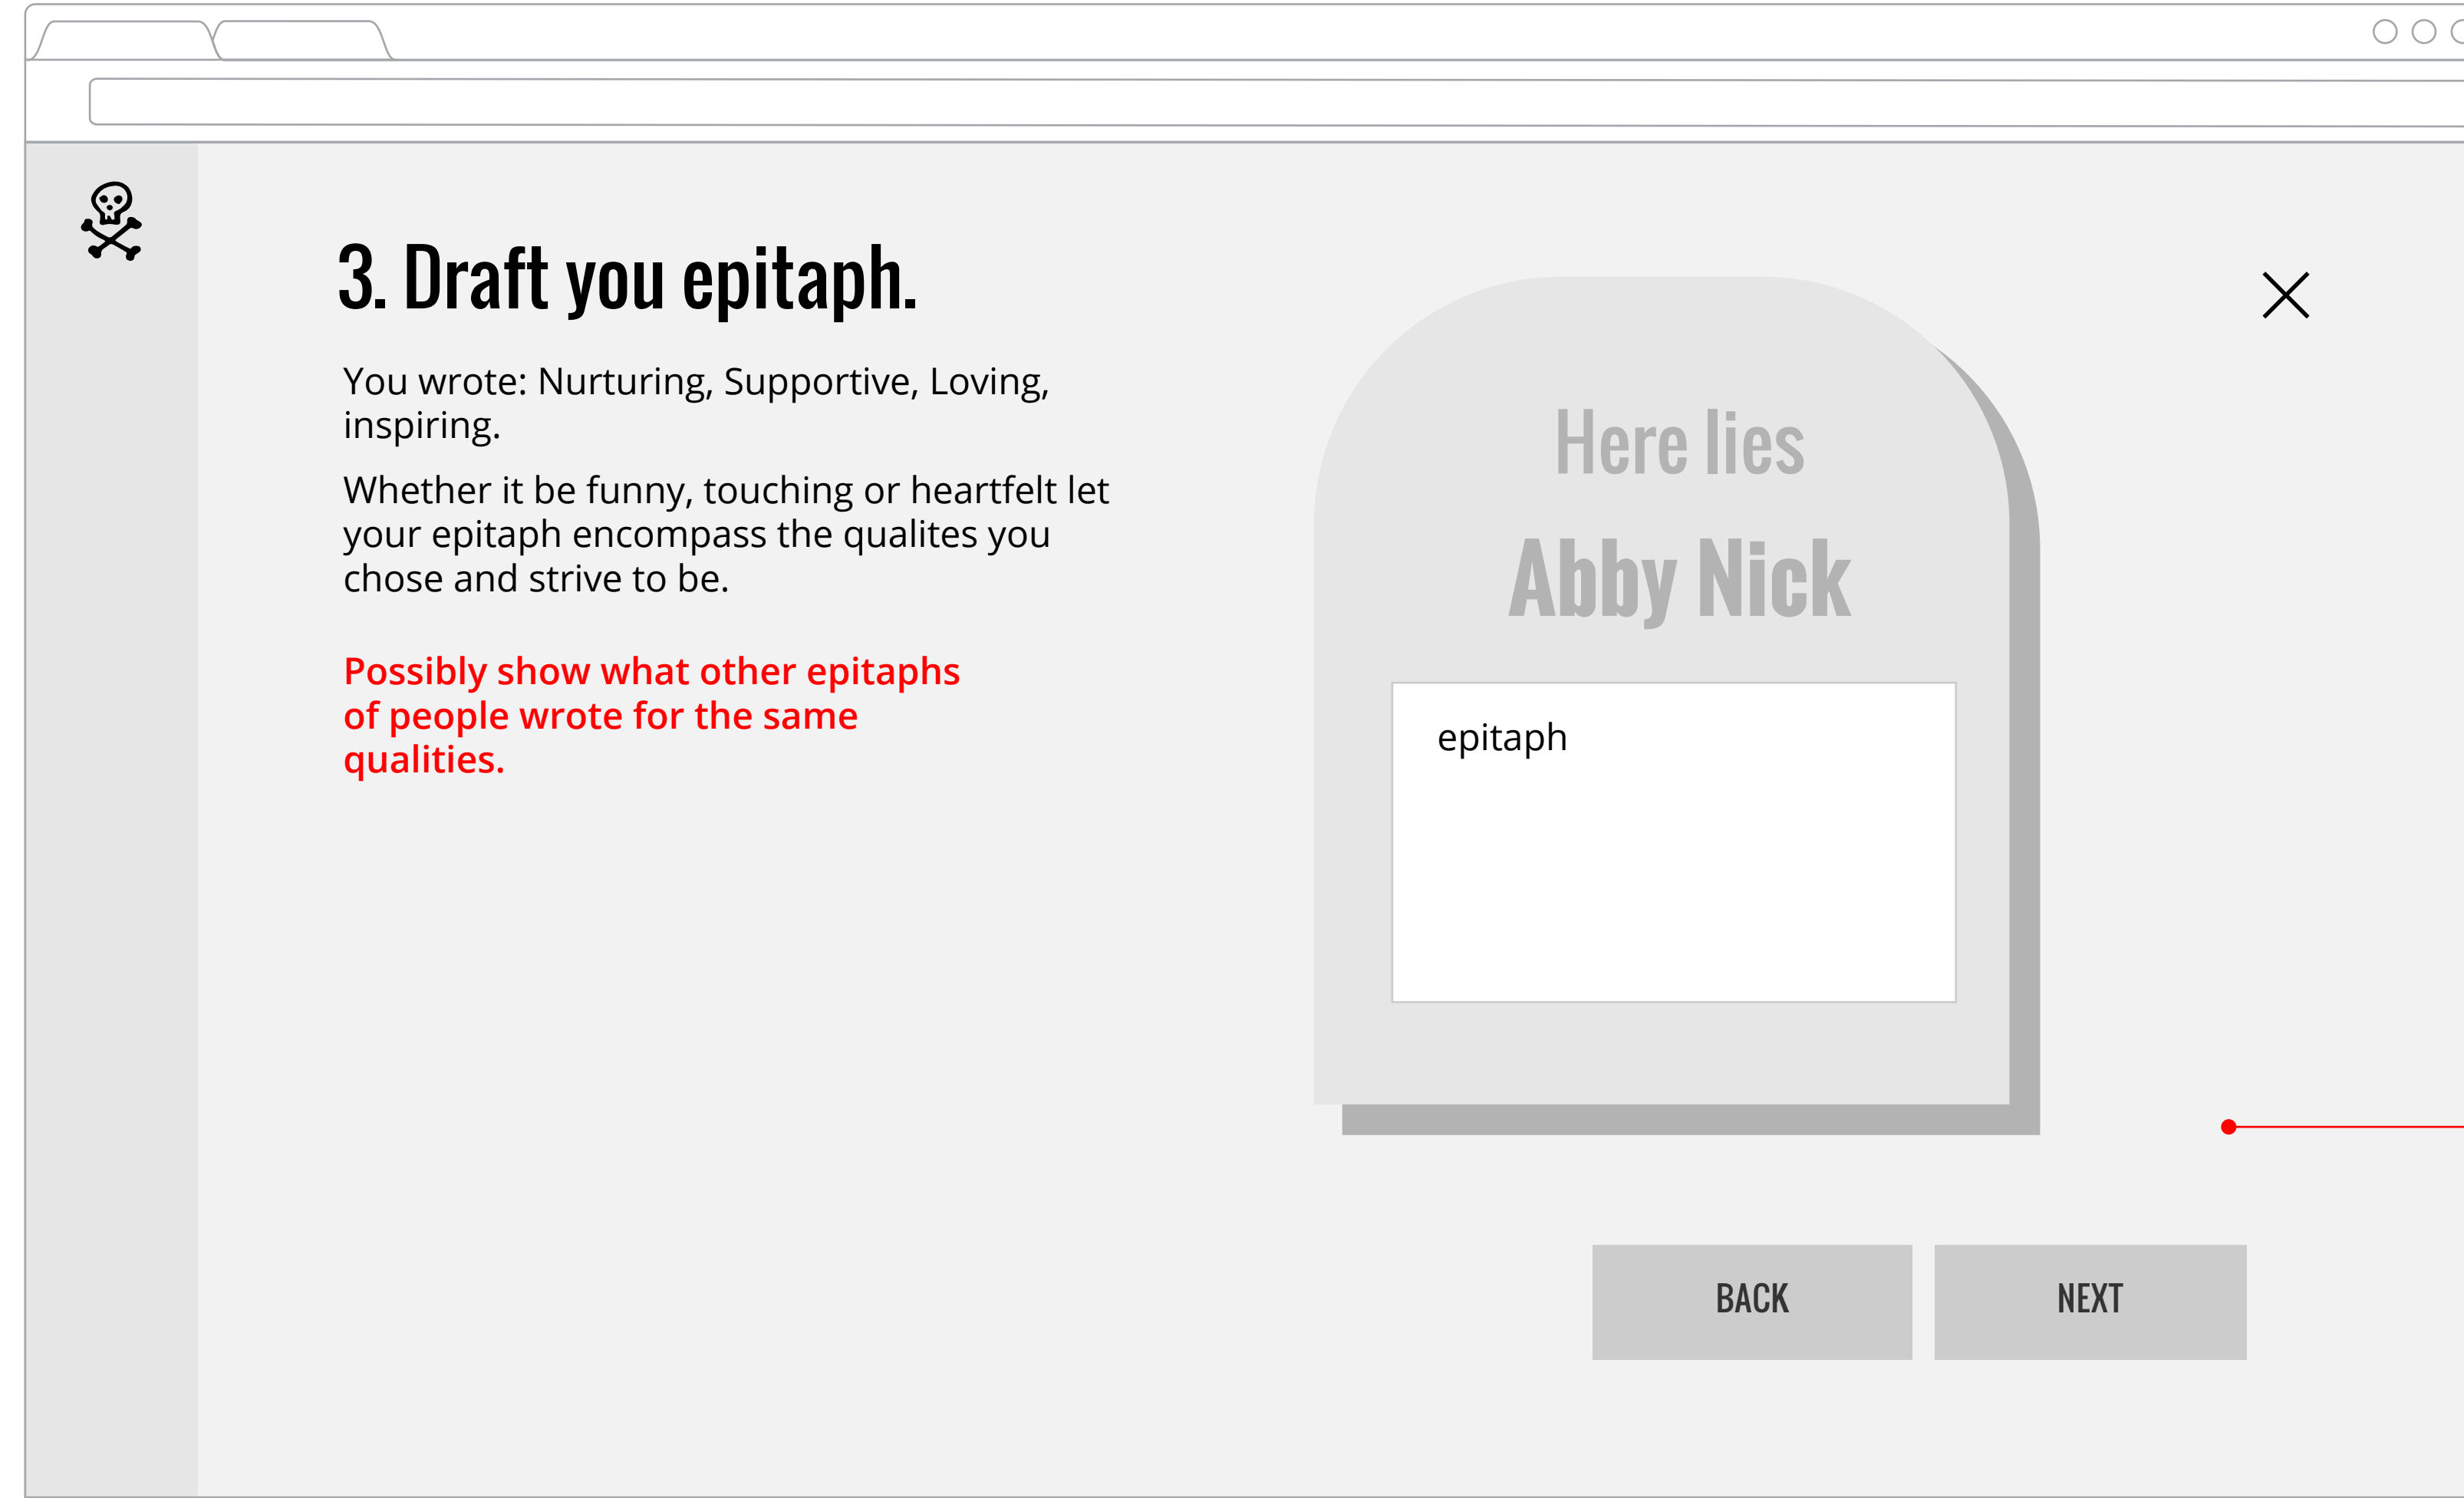 3. Draft you epitaph.
You wrote: Nurturing, Supportive, Loving,
inspiring.
Whether it be funny, touching or heartfelt let
your epitaph encompass the qualites you
chose and strive to be.
Possibly show what other epitaphs
of people wrote for the same
qualities.
Here lies
Abby Nick
epitaph
BACK
NEXT